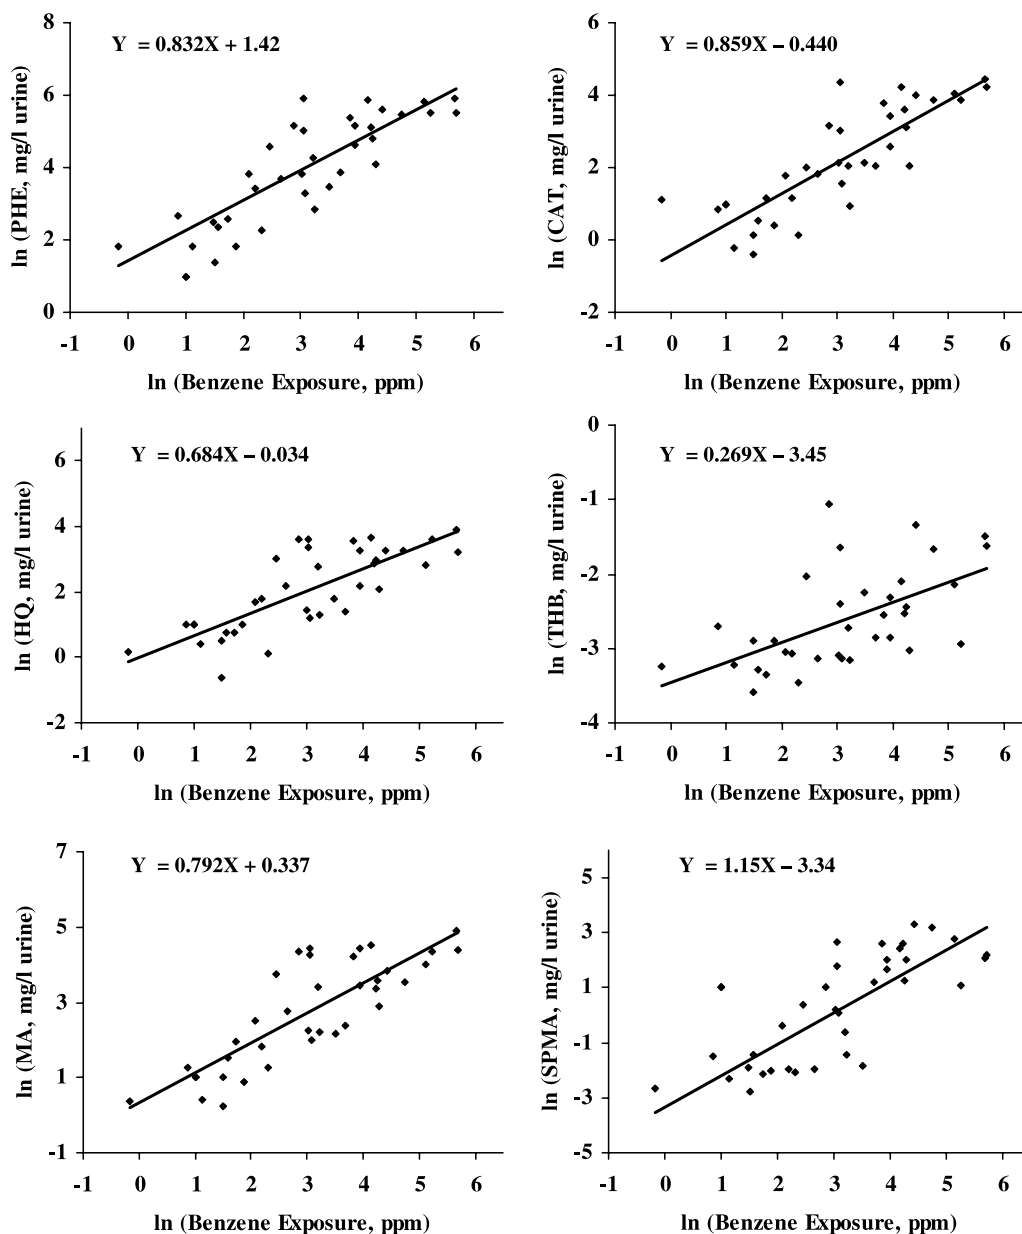 Y = 0.832X + 1.42
ln (PHE, mg/l urine)
8
6
4
2
0
-1 0 1 2 3 4 5 6
ln (Benzene Exposure, ppm)
Y = 0.859X – 0.440
ln (CAT, mg/l urine)
6
4
2
0
-2
-1 0 1 2 3 4 5 6
ln (Benzene Exposure, ppm)
Y = 0.684X – 0.034
ln (HQ, mg/l urine)
6
4
2
0
-2
-1 0 1 2 3 4 5 6
ln (Benzene Exposure, ppm)
Y = 0.269X – 3.45
ln (THB, mg/l urine)
0
-1
-2
-3
-4
-1 0 1 2 3 4 5 6
ln (Benzene Exposure, ppm)
Y = 0.792X + 0.337
ln (MA, mg/l urine)
7
5
3
1
-1
-1 0 1 2 3 4 5 6
ln (Benzene Exposure, ppm)
Y = 1.15X – 3.34
ln (SPMA, mg/l urine)
5
3
1
-1
-3
-5
-1 0 1 2 3 4 5 6
ln (Benzene Exposure, ppm)